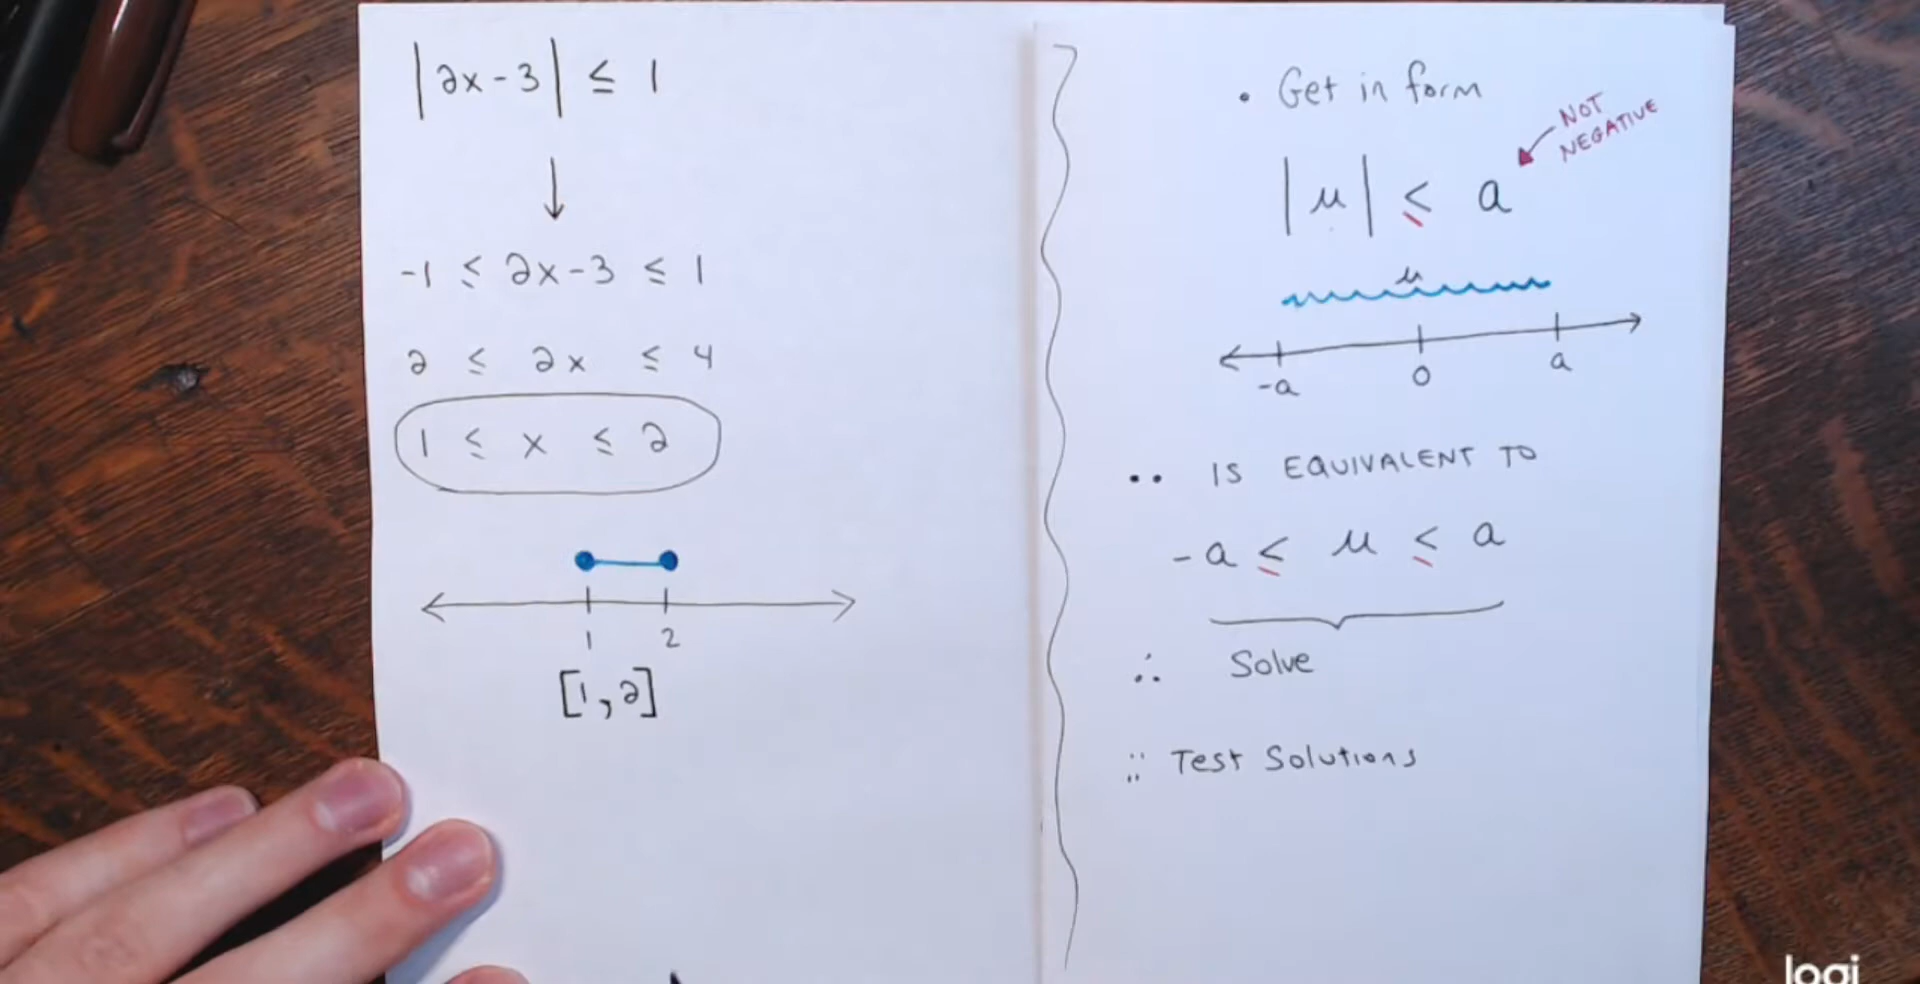 |2x-3| ≤ 1
-1 ≤ 2x-3 ≤ 1
2 ≤ 2x ≤ 4
1 ≤ x ≤ 2
1 2
[1,2]
• Get in form
NOT
NEGATIVE
|u| ≤ a
u
-a 0 a
•• IS EQUIVALENT TO
-a ≤ u ≤ a
∴ Solve
:: Test Solutions
logi